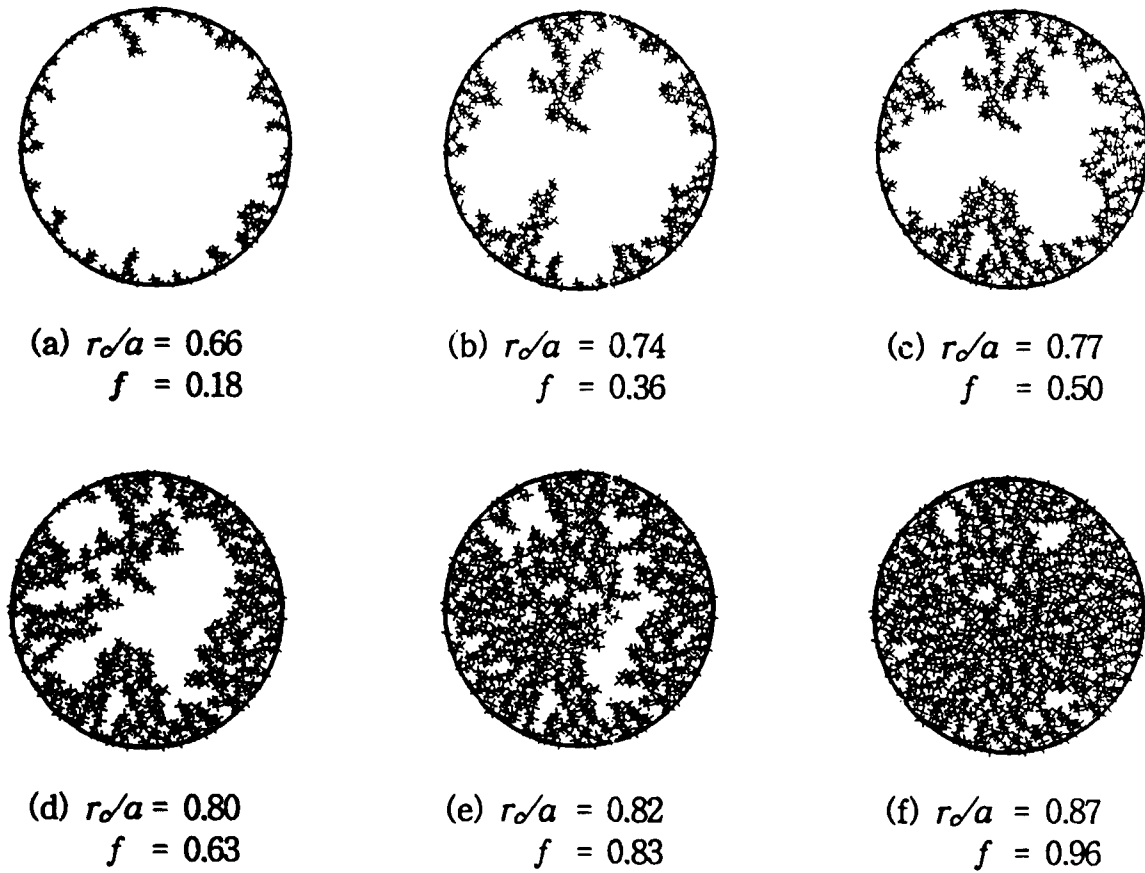 (a) r₀/a = 0.66
f = 0.18
(b) r₀/a = 0.74
f = 0.36
(c) r₀/a = 0.77
f = 0.50
(d) r₀/a = 0.80
f = 0.63
(e) r₀/a = 0.82
f = 0.83
(f) r₀/a = 0.87
f = 0.96